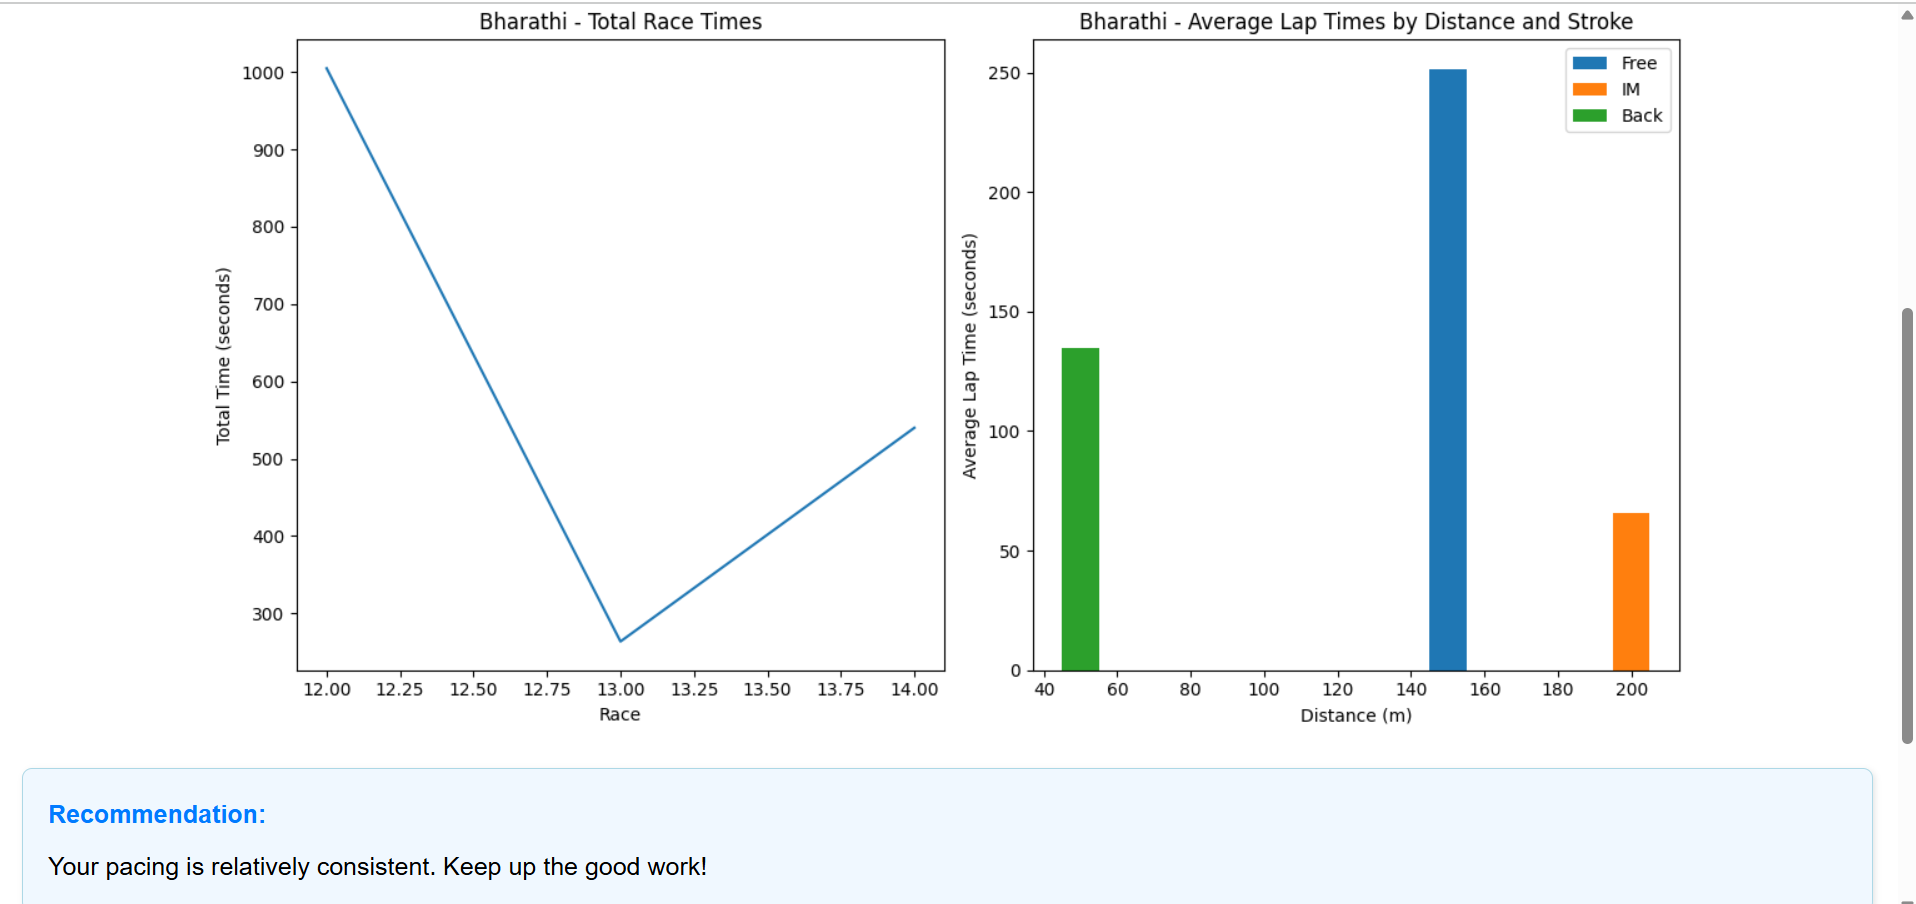 Bharathi - Total Race Times
1000
900
800
700
600
500
400
300
Total Time (seconds)
12.00 12.25 12.50 12.75 13.00 13.25 13.50 13.75 14.00
Race
Bharathi - Average Lap Times by Distance and Stroke
Free
IM
Back
250
200
150
100
50
0
Average Lap Time (seconds)
40 60 80 100 120 140 160 180 200
Distance (m)
Recommendation:
Your pacing is relatively consistent. Keep up the good work!